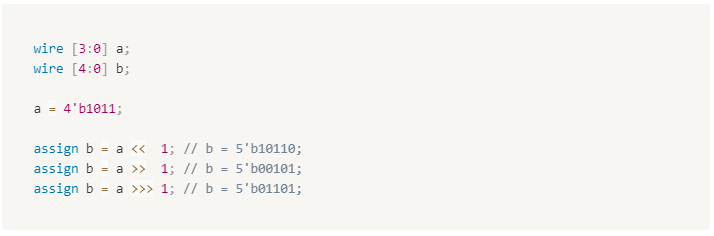 wire [3:0] a;
wire [4:0] b;
a = 4'b1011;
assign b = a <<  1; // b = 5'b10110;
assign b = a >>  1; // b = 5'b00101;
assign b = a >>> 1; // b = 5'b01101;